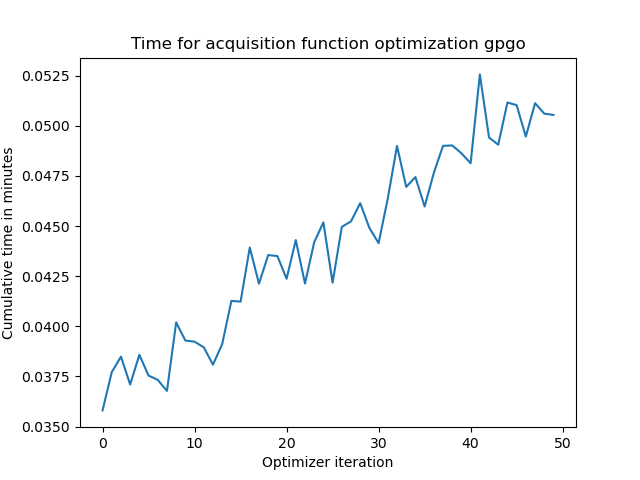 Time for acquisition function optimization gpgo
Cumulative time in minutes
0.0525
0.0500
0.0475
0.0450
0.0425
0.0400
0.0375
0.0350
0 10 20 30 40 50
Optimizer iteration